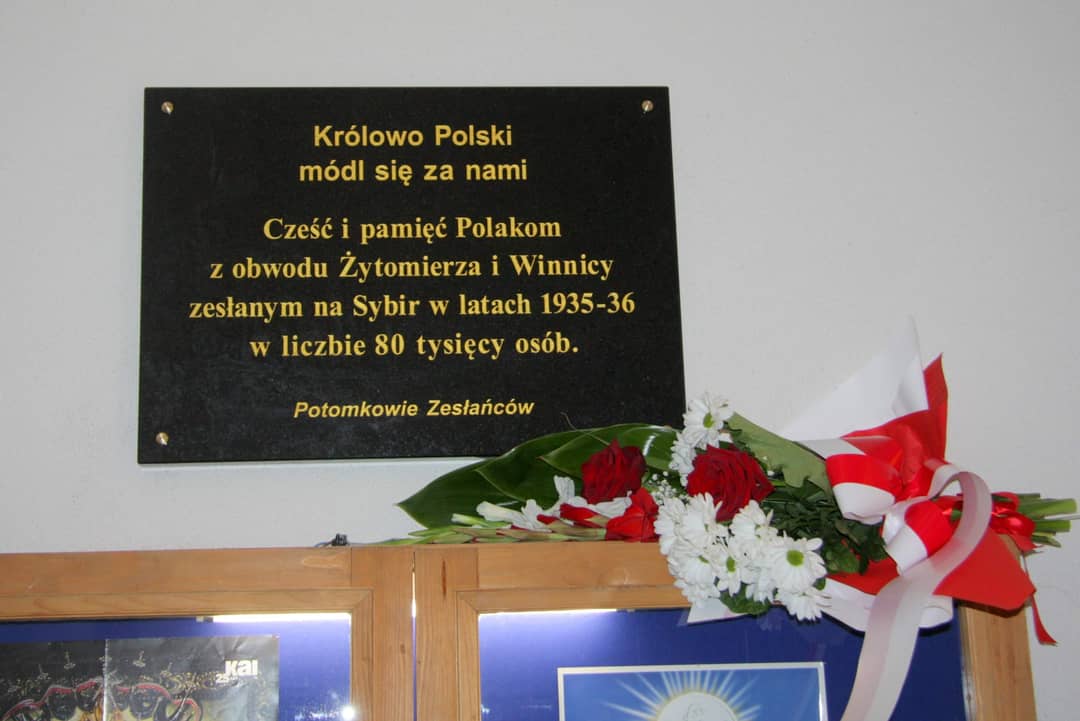 Królowo Polski
módl się za nami
Cześć i pamięć Polakom
z obwodu Żytomierza i Winnicy
zesłanym na Sybir w latach 1935-36
w liczbie 80 tysięcy osób.
Potomkowie Zesłańców
KAI
25